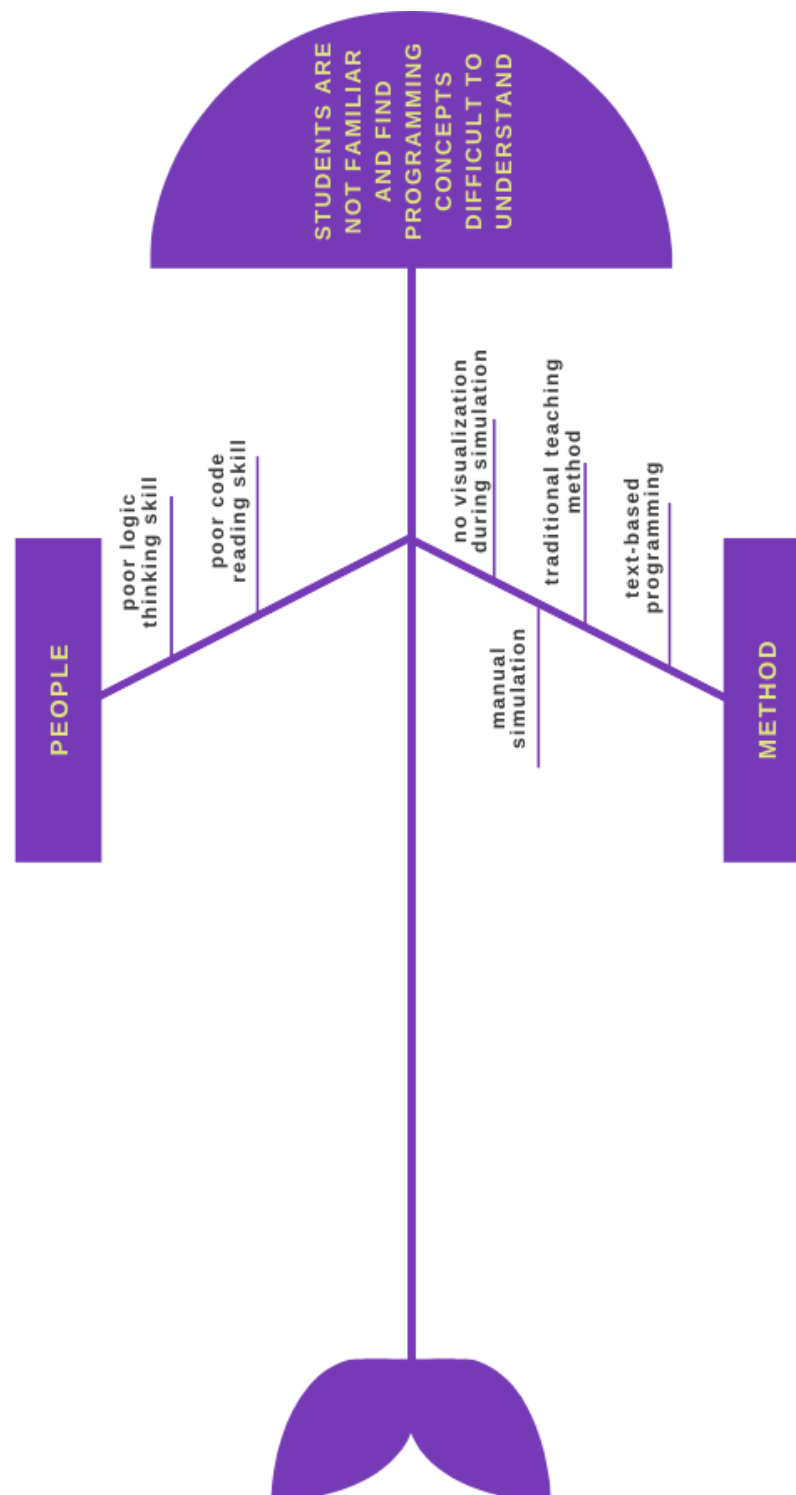 STUDENTS ARE
NOT FAMILIAR
AND FIND
PROGRAMMING
CONCEPTS
DIFFICULT TO
UNDERSTAND
PEOPLE
poor logic
thinking skill
poor code
reading skill
no visualization
during simulation
traditional teaching
method
text-based
programming
manual
simulation
METHOD